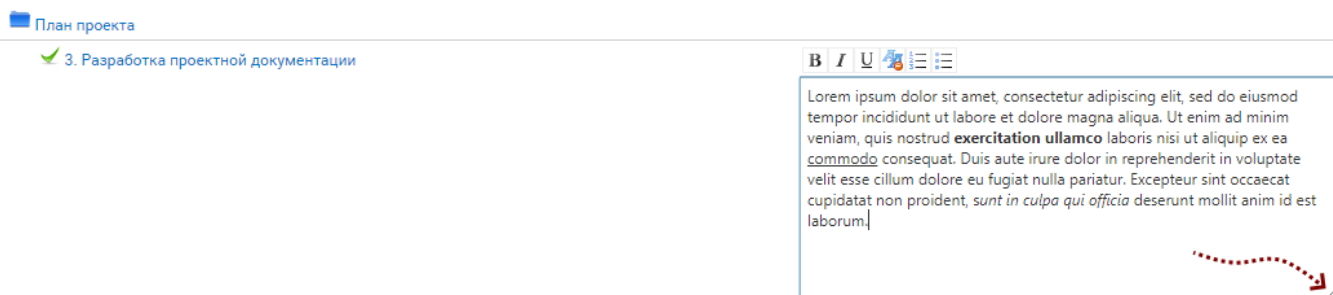 План проекта
3. Разработка проектной документации
B I U
Lorem ipsum dolor sit amet, consectetur adipiscing elit, sed do eiusmod
tempor incididunt ut labore et dolore magna aliqua. Ut enim ad minim
veniam, quis nostrud exercitation ullamco laboris nisi ut aliquip ex ea
commodo consequat. Duis aute irure dolor in reprehenderit in voluptate
velit esse cillum dolore eu fugiat nulla pariatur. Excepteur sint occaecat
cupidatat non proident, sunt in culpa qui officia deserunt mollit anim id est
laborum.